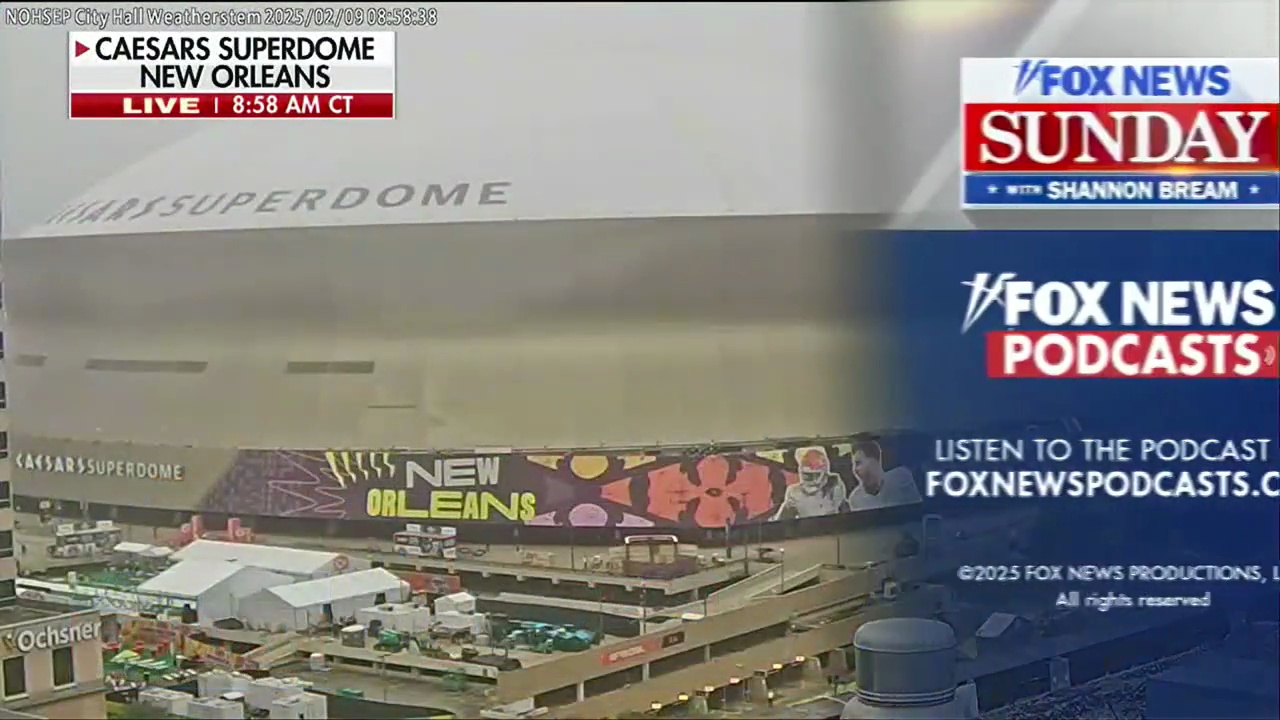 NOHSEP City Hall Weatherstem 2025/02/09 08:58:38
CAESARS SUPERDOME
NEW ORLEANS
LIVE | 8:58 AM CT
FOX NEWS
SUNDAY
WITH SHANNON BREAM
SUPERDOME
FOX NEWS
PODCASTS
LISTEN TO THE PODCAST
FOXNEWSPODCASTS.C
CAESARS SUPERDOME
NEW
ORLEANS
©2025 FOX NEWS PRODUCTIONS,
All rights reserved
Ochsner